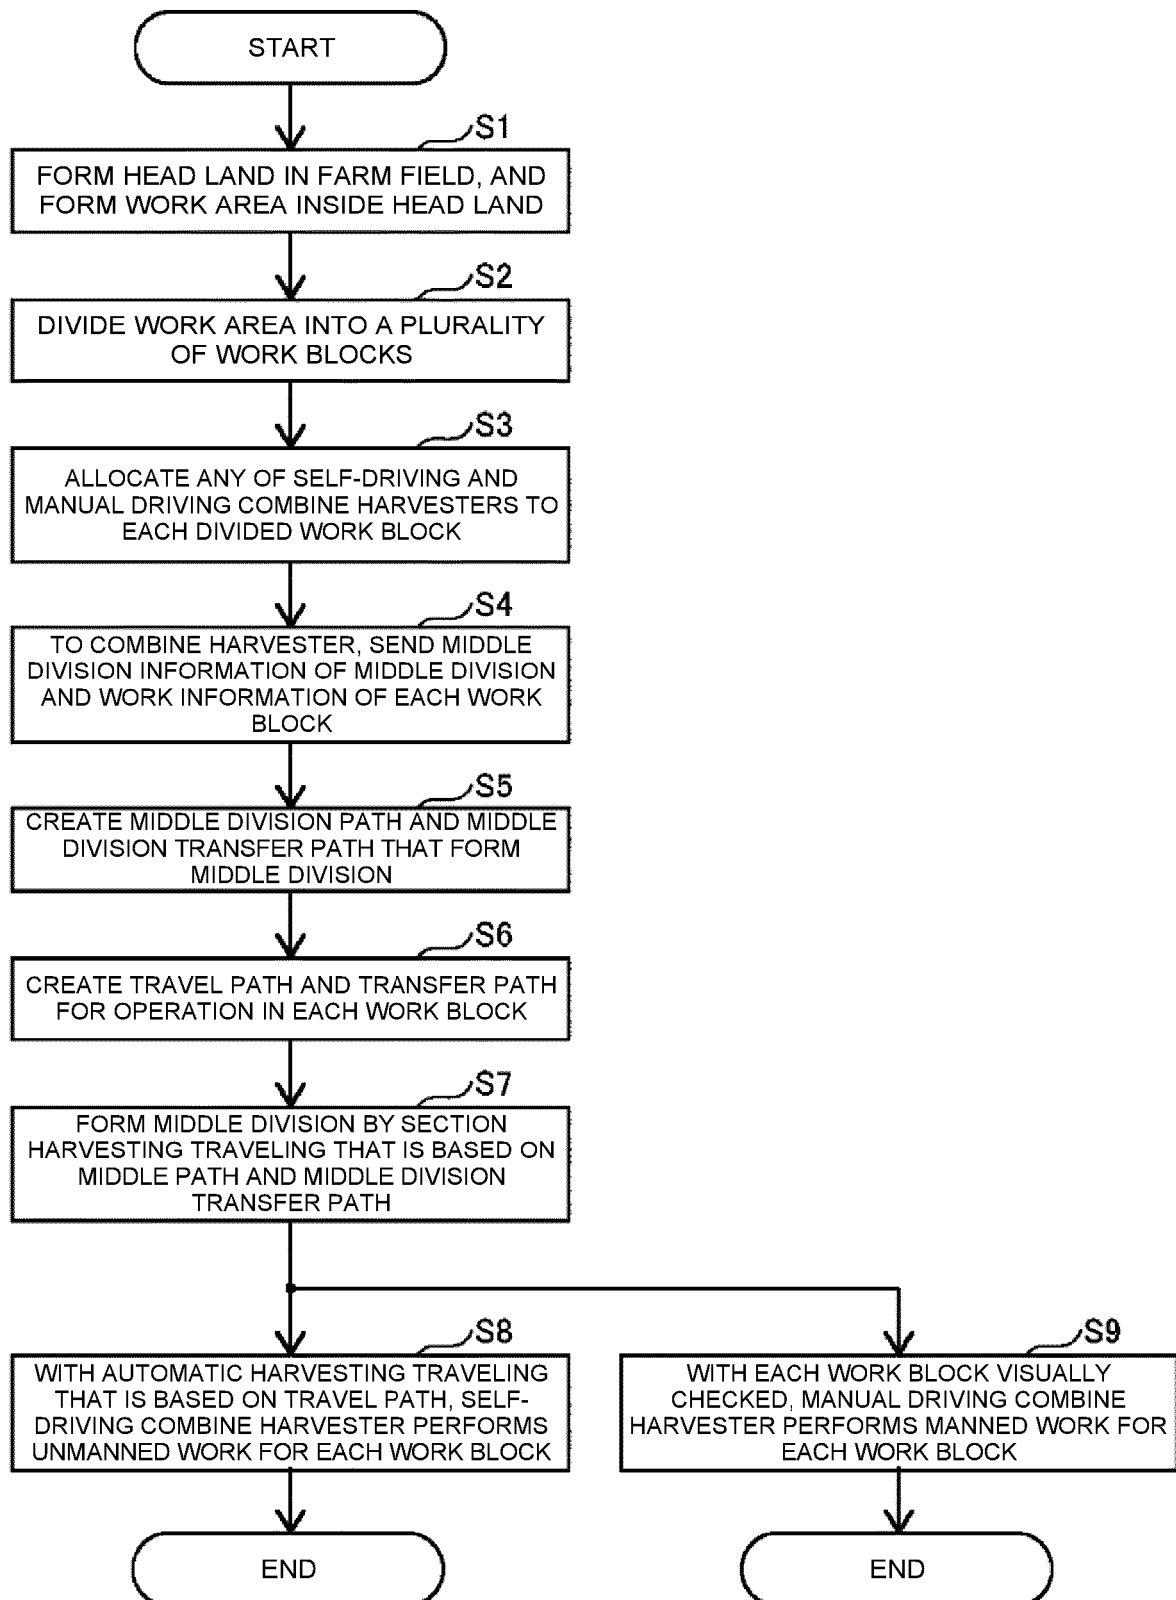 START
S1
FORM HEAD LAND IN FARM FIELD, AND
FORM WORK AREA INSIDE HEAD LAND
S2
DIVIDE WORK AREA INTO A PLURALITY
OF WORK BLOCKS
S3
ALLOCATE ANY OF SELF-DRIVING AND
MANUAL DRIVING COMBINE HARVESTERS TO
EACH DIVIDED WORK BLOCK
S4
TO COMBINE HARVESTER, SEND MIDDLE
DIVISION INFORMATION OF MIDDLE DIVISION
AND WORK INFORMATION OF EACH WORK
BLOCK
S5
CREATE MIDDLE DIVISION PATH AND MIDDLE
DIVISION TRANSFER PATH THAT FORM
MIDDLE DIVISION
S6
CREATE TRAVEL PATH AND TRANSFER PATH
FOR OPERATION IN EACH WORK BLOCK
S7
FORM MIDDLE DIVISION BY SECTION
HARVESTING TRAVELING THAT IS BASED ON
MIDDLE PATH AND MIDDLE DIVISION
TRANSFER PATH
S8
WITH AUTOMATIC HARVESTING TRAVELING
THAT IS BASED ON TRAVEL PATH, SELF-
DRIVING COMBINE HARVESTER PERFORMS
UNMANNED WORK FOR EACH WORK BLOCK
S9
WITH EACH WORK BLOCK VISUALLY
CHECKED, MANUAL DRIVING COMBINE
HARVESTER PERFORMS MANNED WORK FOR
EACH WORK BLOCK
END
END